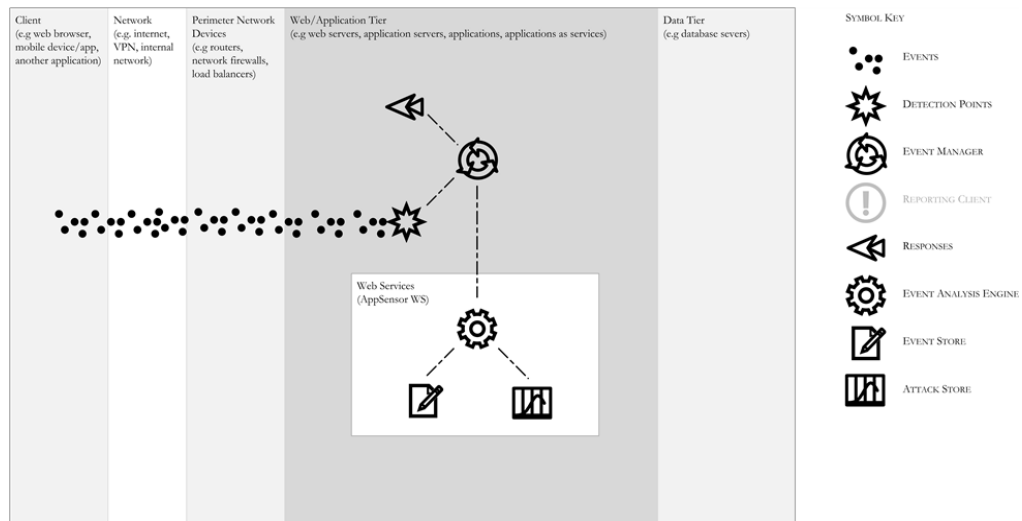 Client
(e.g web browser,
mobile device/app,
another application)
Network
(e.g. internet,
VPN, internal
network)
Perimeter Network
Devices
(e.g routers,
network firewalls,
load balancers)
Web/Application Tier
(e.g web servers, application servers, applications, applications as services)
Data Tier
(e.g database severs)
Web Services
(AppSensor WS)
SYMBOL KEY
EVENTS
DETECTION POINTS
EVENT MANAGER
REPORTING CLIENT
RESPONSES
EVENT ANALYSIS ENGINE
EVENT STORE
ATTACK STORE